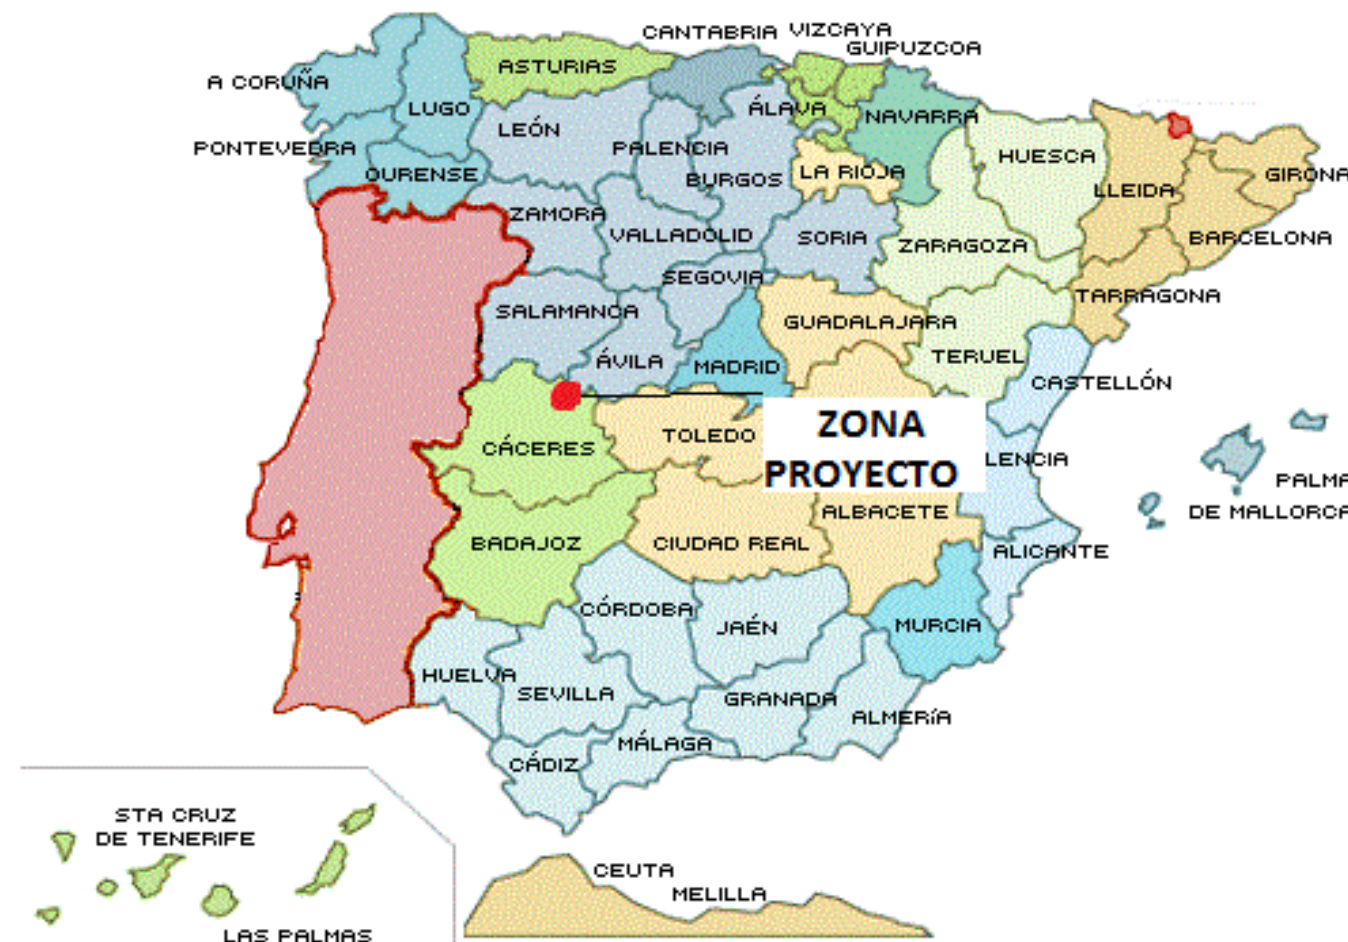 CANTABRIA
VIZCAYA
GUIPUZCOA
ASTURIAS
A CORUÑA
LUGO
LEÓN
ÁLAVA
NAVARRA
PONTEVEDRA
PALENCIA
HUESCA
OURENSE
BURGOS
LA RIOJA
GIRONA
LLEIDA
ZAMORA
VALLADOLID
SORIA
ZARAGOZA
BARCELONA
SEGOVIA
SALAMANCA
TARRAGONA
GUADALAJARA
ÁVILA
MADRID
TERUEL
CASTELLÓN
ZONA
PROYECTO
TOLEDO
CÁCERES
LENCIA
PALMA
DE MALLORCA
ALBACETE
BADAJOZ
CIUDAD REAL
ALICANTE
CÓRDOBA
JAÉN
MURCIA
HUELVA
SEVILLA
GRANADA
ALMERíA
MÁLAGA
CÁDIZ
STA CRUZ
DE TENERIFE
CEUTA
MELILLA
LAS PALMAS